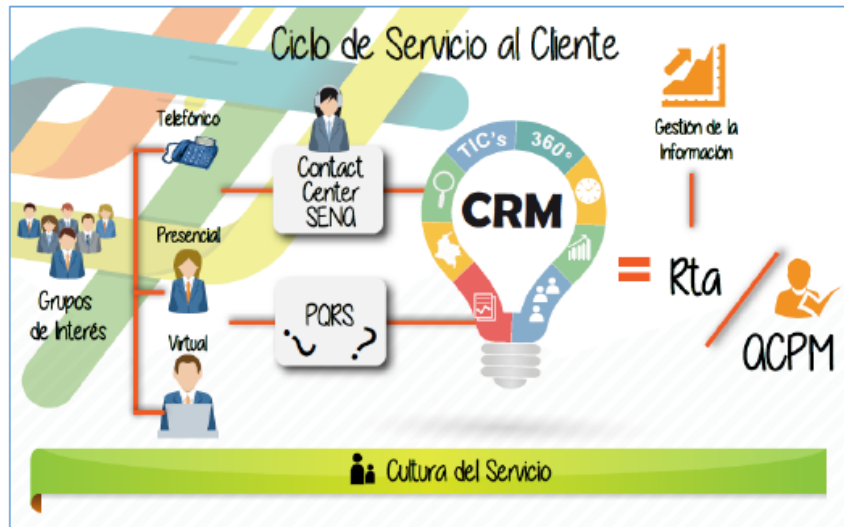 Ciclo de Servicio al Cliente
Telefónico
Contact
Center
SENA
Presencial
Grupos
de Interés
Virtual
PQRS
¿ ?
TIC's 360°
CRM
= Rta
Gestión de la
Información
/
ACPM
Cultura del Servicio